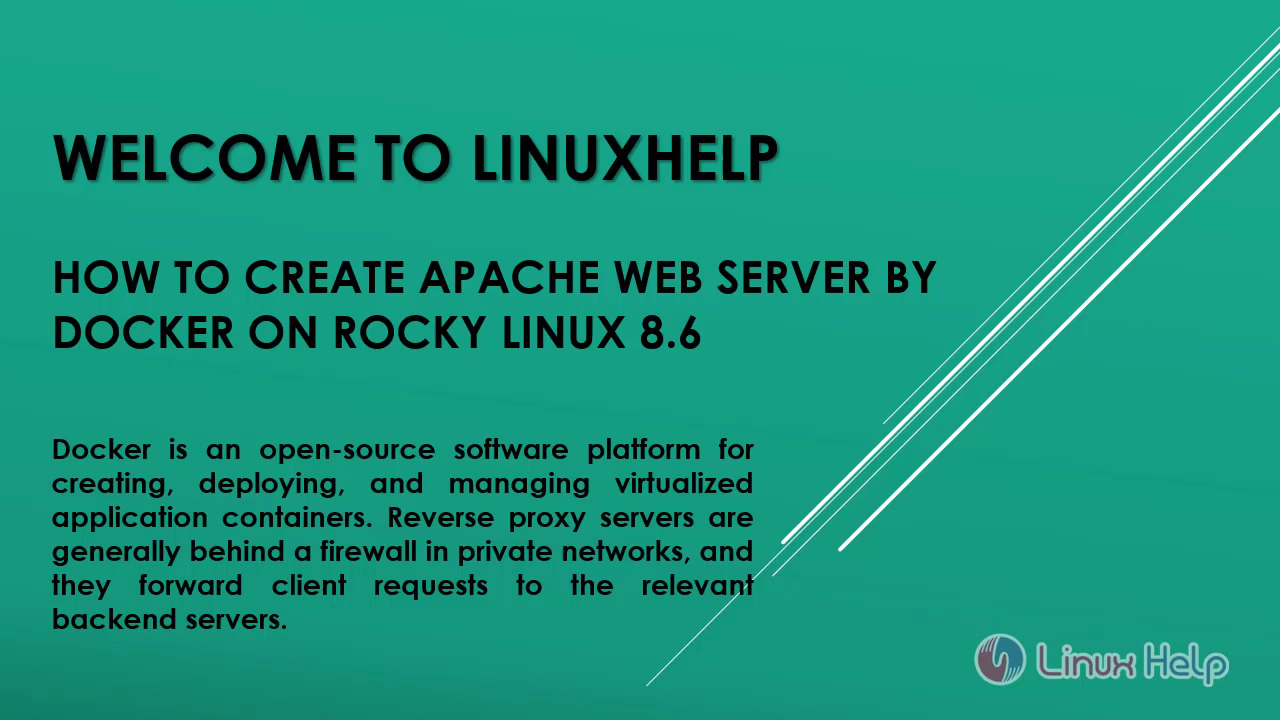 WELCOME TO LINUXHELP
HOW TO CREATE APACHE WEB SERVER BY
DOCKER ON ROCKY LINUX 8.6
Docker is an open-source software platform for
creating, deploying, and managing virtualized
application containers. Reverse proxy servers are
generally behind a firewall in private networks, and
they forward client requests to the relevant
backend servers.
Linux Help